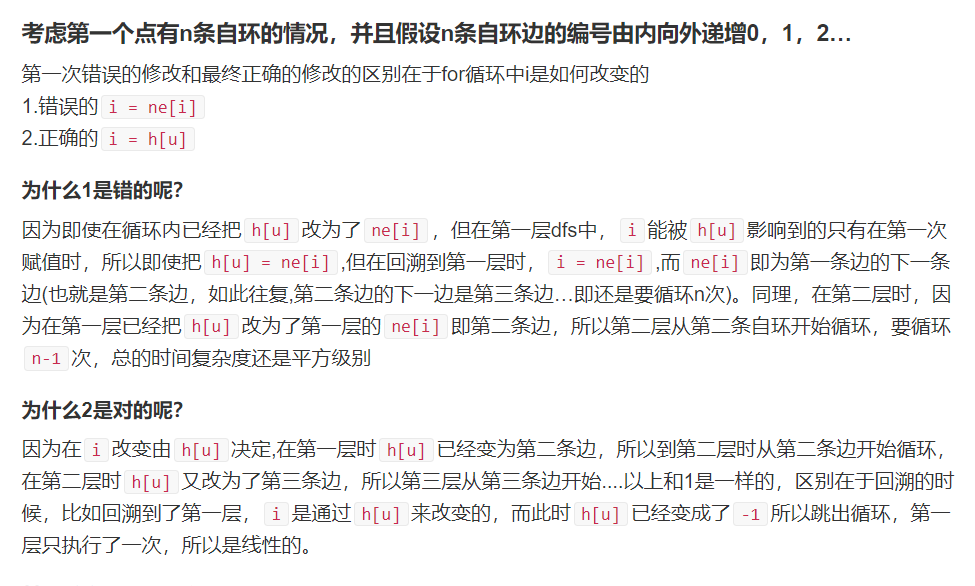 考虑第一个点有n条自环的情况，并且假设n条自环边的编号由内向外递增0，1，2…
第一次错误的修改和最终正确的修改的区别在于for循环中i是如何改变的
1.错误的 i = ne[i]
2.正确的 i = h[u]
为什么1是错的呢？
因为即使在循环内已经把 h[u] 改为了 ne[i] ，但在第一层dfs中， i 能被 h[u] 影响到的只有在第一次
赋值时，所以即使把 h[u] = ne[i] ,但在回溯到第一层时， i = ne[i] ,而 ne[i] 即为第一条边的下一条
边(也就是第二条边，如此往复,第二条边的下一边是第三条边…即还是要循环n次)。同理，在第二层时，因
为在第一层已经把 h[u] 改为了第一层的 ne[i] 即第二条边，所以第二层从第二条自环开始循环，要循环
n-1 次，总的时间复杂度还是平方级别
为什么2是对的呢？
因为在 i 改变由 h[u] 决定,在第一层时 h[u] 已经变为第二条边，所以到第二层时从第二条边开始循环，
在第二层时 h[u] 又改为了第三条边，所以第三层从第三条边开始....以上和1是一样的，区别在于回溯的时
候，比如回溯到了第一层， i 是通过 h[u] 来改变的，而此时 h[u] 已经变成了 -1 所以跳出循环，第一
层只执行了一次，所以是线性的。